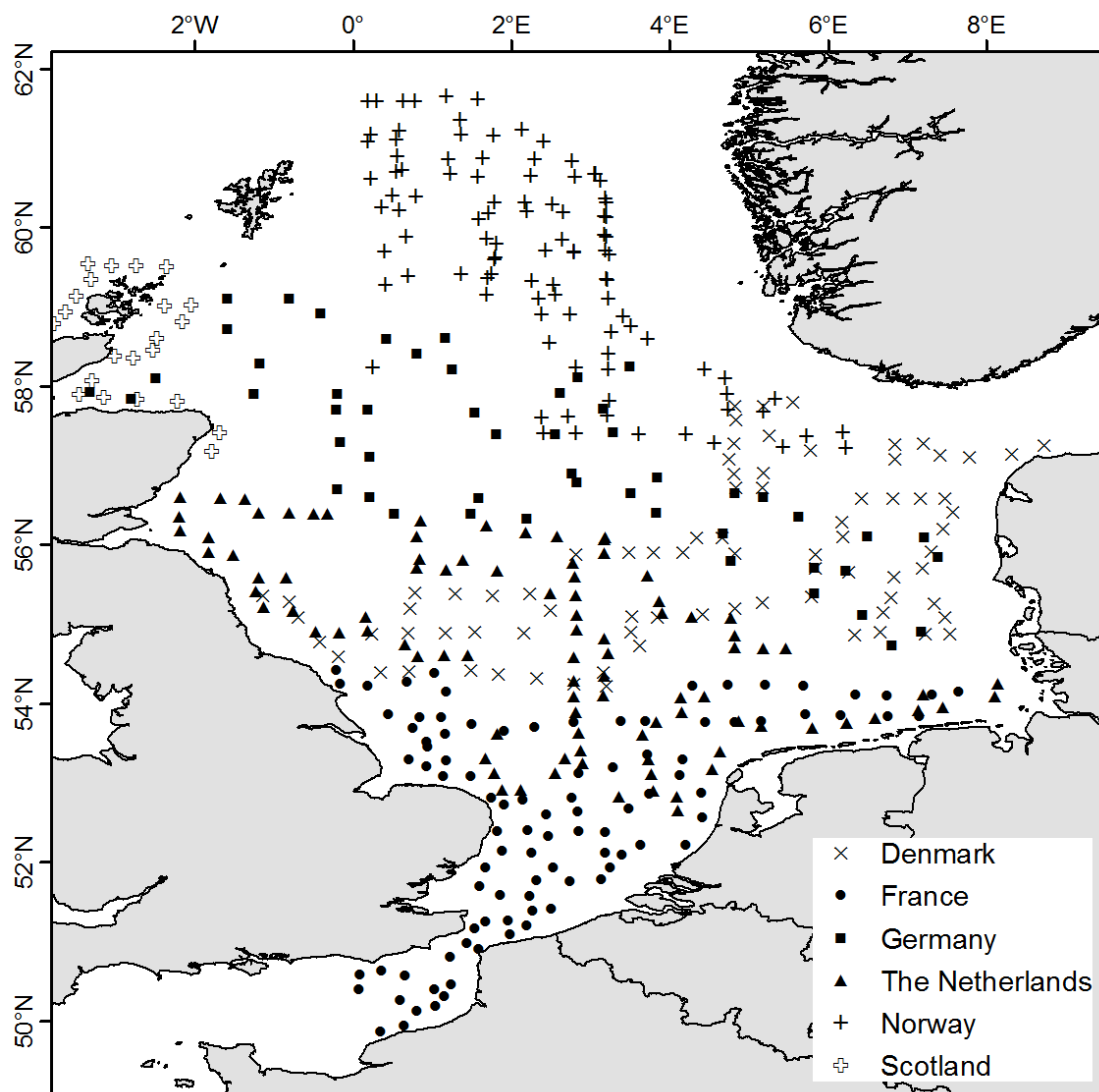 2°W 0° 2°E 4°E 6°E 8°E
62°N
60°N
58°N
56°N
54°N
52°N
50°N
Denmark
France
Germany
The Netherlands
Norway
Scotland